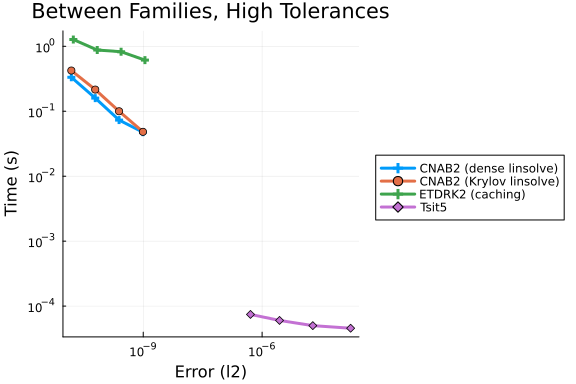 Between Families, High Tolerances
10⁰
10⁻¹
10⁻²
10⁻³
10⁻⁴
Time (s)
10⁻⁹
10⁻⁶
Error (l2)
CNAB2 (dense linsolve)
CNAB2 (Krylov linsolve)
ETDRK2 (caching)
Tsit5